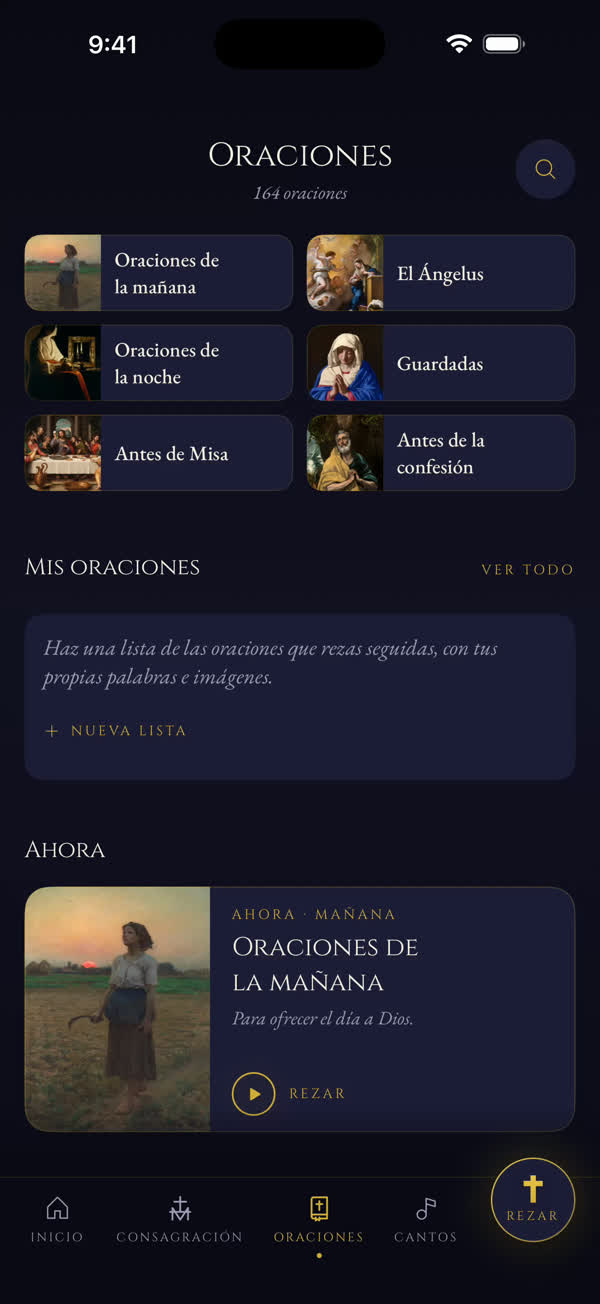 9:41
Oraciones
164 oraciones
Oraciones de
la mañana
El Ángelus
Oraciones de
la noche
Guardadas
Antes de Misa
Antes de la
confesión
Mis oraciones
VER TODO
Haz una lista de las oraciones que rezas seguidas, con tus
propias palabras e imágenes.
+ NUEVA LISTA
Ahora
AHORA · MAÑANA
Oraciones de
la mañana
Para ofrecer el día a Dios.
REZAR
INICIO
CONSAGRACIÓN
ORACIONES
CANTOS
REZAR